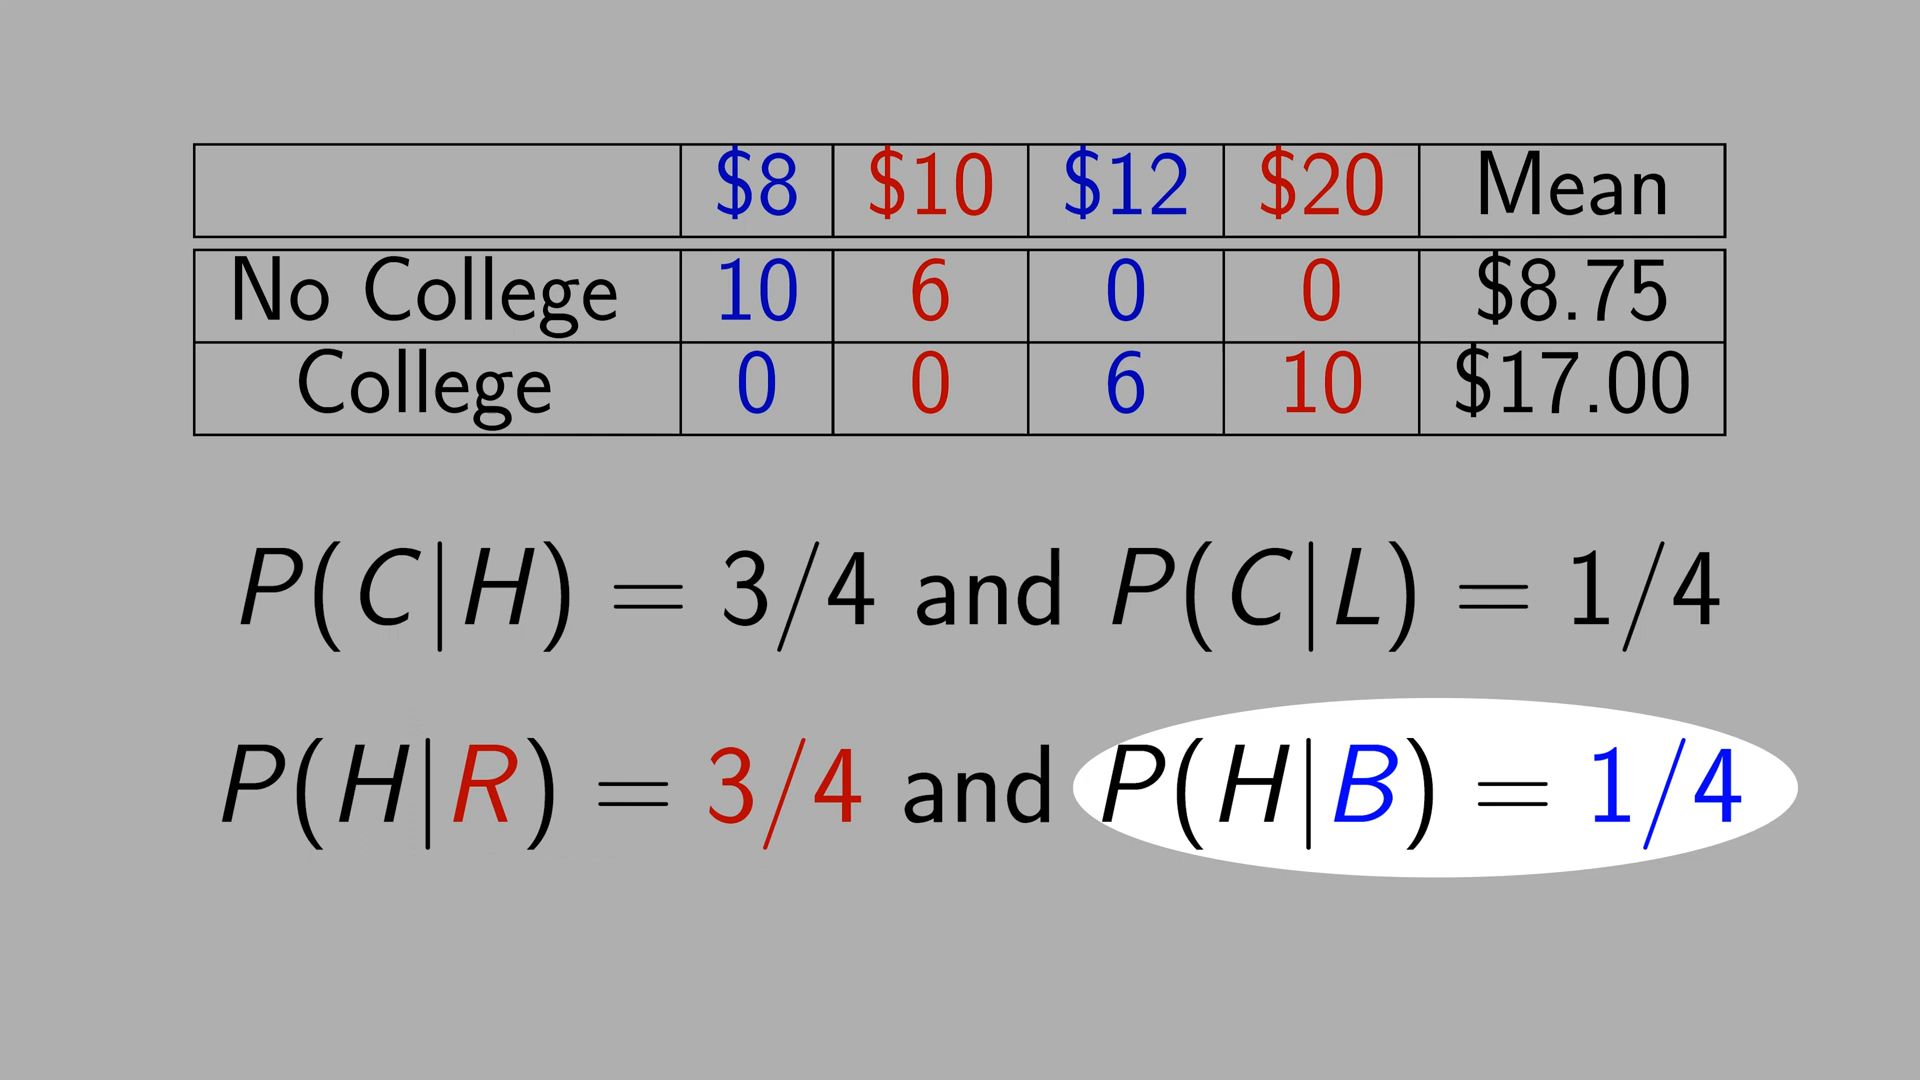 $8 $10 $12 $20 Mean
No College 10 6 0 0 $8.75
College 0 0 6 10 $17.00
P(C|H) = 3/4 and P(C|L) = 1/4
P(H|R) = 3/4 and P(H|B) = 1/4